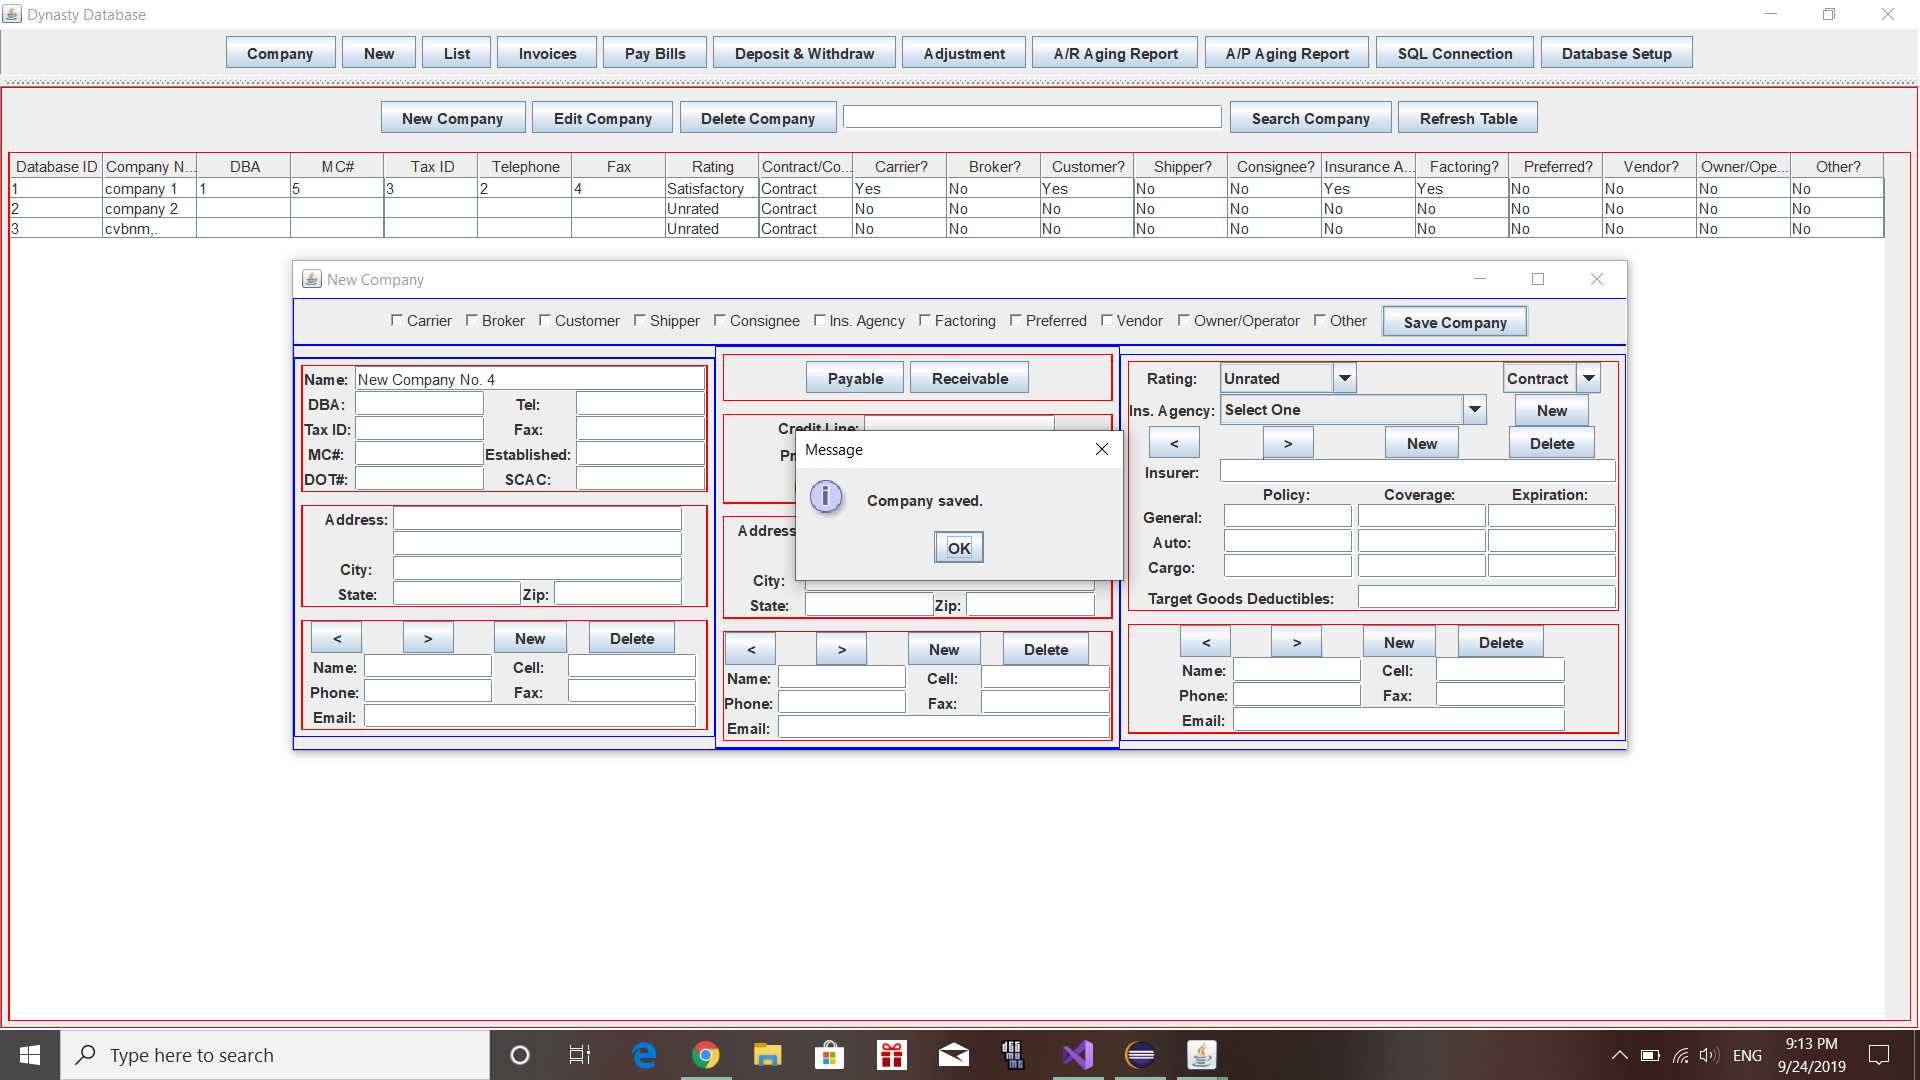 Dynasty Database
Company New List Invoices Pay Bills Deposit & Withdraw Adjustment A/R Aging Report A/P Aging Report SQL Connection Database Setup
New Company Edit Company Delete Company Search Company Refresh Table
Database ID Company N... DBA MC# Tax ID Telephone Fax Rating Contract/Co... Carrier? Broker? Customer? Shipper? Consignee? Insurance A... Factoring? Preferred? Vendor? Owner/Ope... Other?
1 company 1 1 5 3 2 4 Satisfactory Contract Yes No Yes No No Yes Yes No No No No
2 company 2 Unrated Contract No No No No No No No No No No No
3 cvbnm,. Unrated Contract No No No No No No No No No No No
New Company
Carrier Broker Customer Shipper Consignee Ins. Agency Factoring Preferred Vendor Owner/Operator Other Save Company
Name: New Company No. 4
DBA: Tel:
Tax ID: Fax:
MC#: Established:
DOT#: SCAC:
Address:
City:
State: Zip:
< > New Delete
Name: Cell:
Phone: Fax:
Email:
Payable Receivable
Credit Line:
Message
Company saved.
OK
Address
City:
State: Zip:
< > New Delete
Name: Cell:
Phone: Fax:
Email:
Rating: Unrated Contract
Ins. Agency: Select One New
< > New Delete
Insurer:
Policy: Coverage: Expiration:
General:
Auto:
Cargo:
Target Goods Deductibles:
< > New Delete
Name: Cell:
Phone: Fax:
Email:
Type here to search
ENG
9:13 PM
9/24/2019